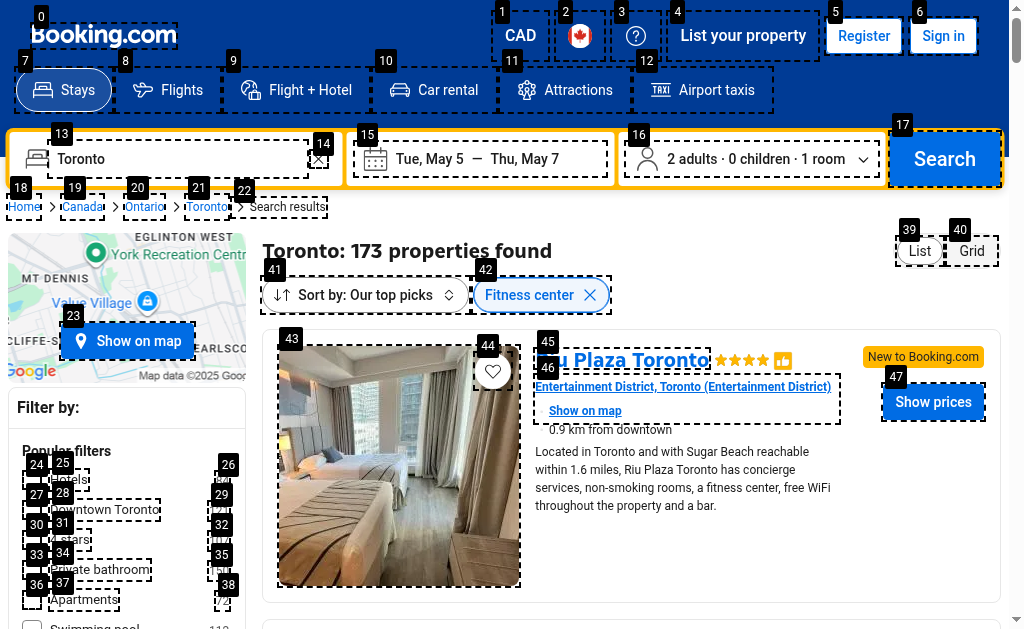 Booking.com
CAD
List your property
Register
Sign in
Stays
Flights
Flight + Hotel
Car rental
Attractions
Airport taxis
Toronto
Tue, May 5 — Thu, May 7
2 adults · 0 children · 1 room
Search
Home
Canada
Ontario
Toronto
Search results
EGLINTON WEST
York Recreation Centr
MT DENNIS
Value Village
CLIFFE-S
EARLSCO
Show on map
Google
Map data ©2025 Goog
Toronto: 173 properties found
List
Grid
Sort by: Our top picks
Fitness center
Riu Plaza Toronto
New to Booking.com
Entertainment District, Toronto (Entertainment District)
Show prices
Show on map
0.9 km from downtown
Located in Toronto and with Sugar Beach reachable
within 1.6 miles, Riu Plaza Toronto has concierge
services, non-smoking rooms, a fitness center, free WiFi
throughout the property and a bar.
Filter by:
Popular filters
Hotels
Downtown Toronto
4 stars
Private bathroom
150
Apartments
72
Swimming pool
0
1
2
3
4
5
6
7
8
9
10
11
12
13
14
15
16
17
18
19
20
21
22
23
24
25
26
27
28
29
30
31
32
33
34
35
36
37
38
39
40
41
42
43
44
45
46
47